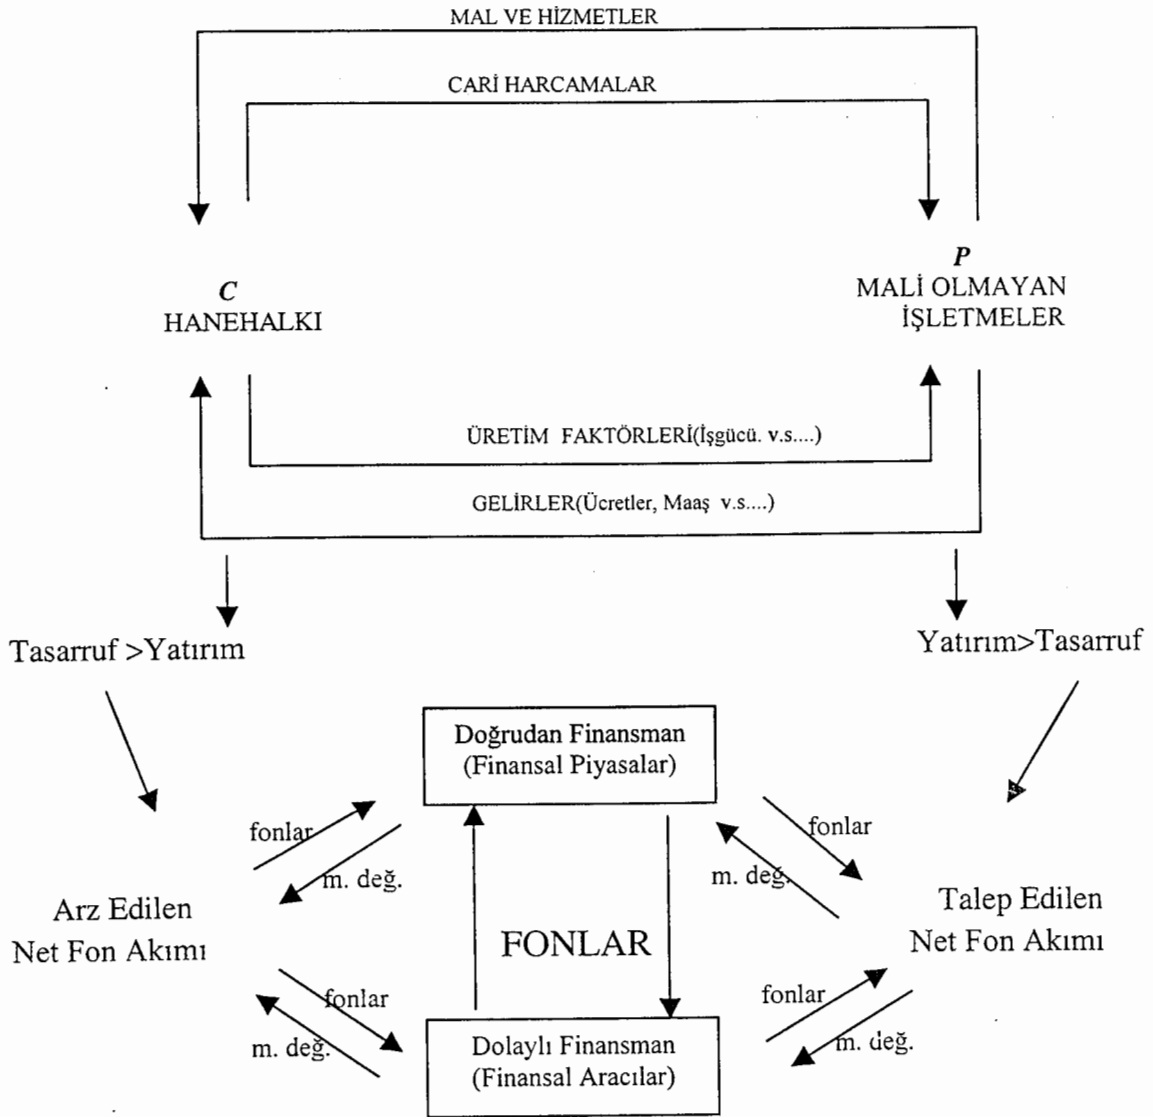 MAL VE HİZMETLER
CARİ HARCAMALAR
C
HANEHALKI
P
MALİ OLMAYAN
İŞLETMELER
ÜRETİM FAKTÖRLERİ(İşgücü. v.s....)
GELİRLER(Ücretler, Maaş v.s....)
Tasarruf >Yatırım
Yatırım>Tasarruf
Doğrudan Finansman
(Finansal Piyasalar)
fonlar
m. değ.
fonlar
m. değ.
Arz Edilen
Net Fon Akımı
FONLAR
Talep Edilen
Net Fon Akımı
fonlar
m. değ.
fonlar
m. değ.
Dolaylı Finansman
(Finansal Aracılar)